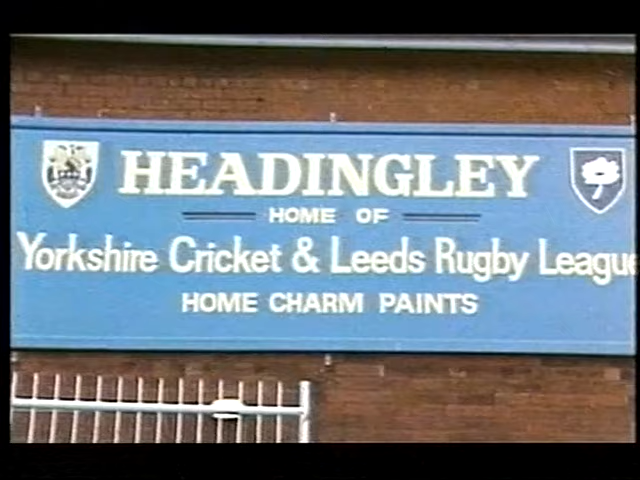 HEADINGLEY
HOME OF
Yorkshire Cricket & Leeds Rugby League
HOME CHARM PAINTS